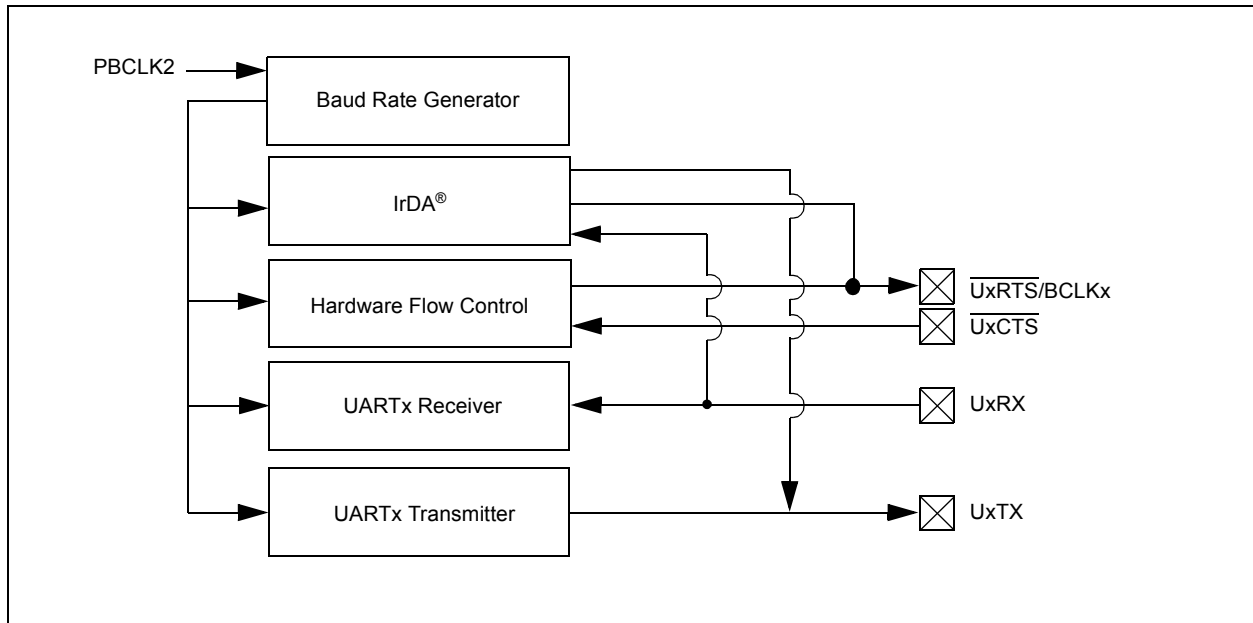 PBCLK2
Baud Rate Generator
IrDA®
Hardware Flow Control
UxRTS/BCLKx
UxCTS
UARTx Receiver
UxRX
UARTx Transmitter
UxTX